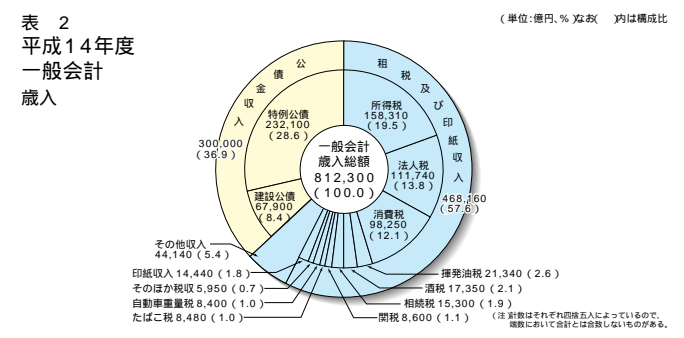 表 2
平成14年度
一般会計
歳入
(単位:億円、%)なお( )内は構成比
公債金収入
300,000
(36.9)
租税及び印紙収入
468,160
(57.6)
特例公債
232,100
(28.6)
建設公債
67,900
(8.4)
所得税
158,310
(19.5)
法人税
111,740
(13.8)
消費税
98,250
(12.1)
一般会計
歳入総額
812,300
(100.0)
その他収入
44,140(5.4)
印紙収入 14,440(1.8)
そのほか税収 5,950(0.7)
自動車重量税 8,400(1.0)
たばこ税 8,480(1.0)
揮発油税 21,340(2.6)
酒税 17,350(2.1)
相続税 15,300(1.9)
関税 8,600(1.1)
(注)計数はそれぞれ四捨五入によっているので、
端数において合計とは合致しないものがある。